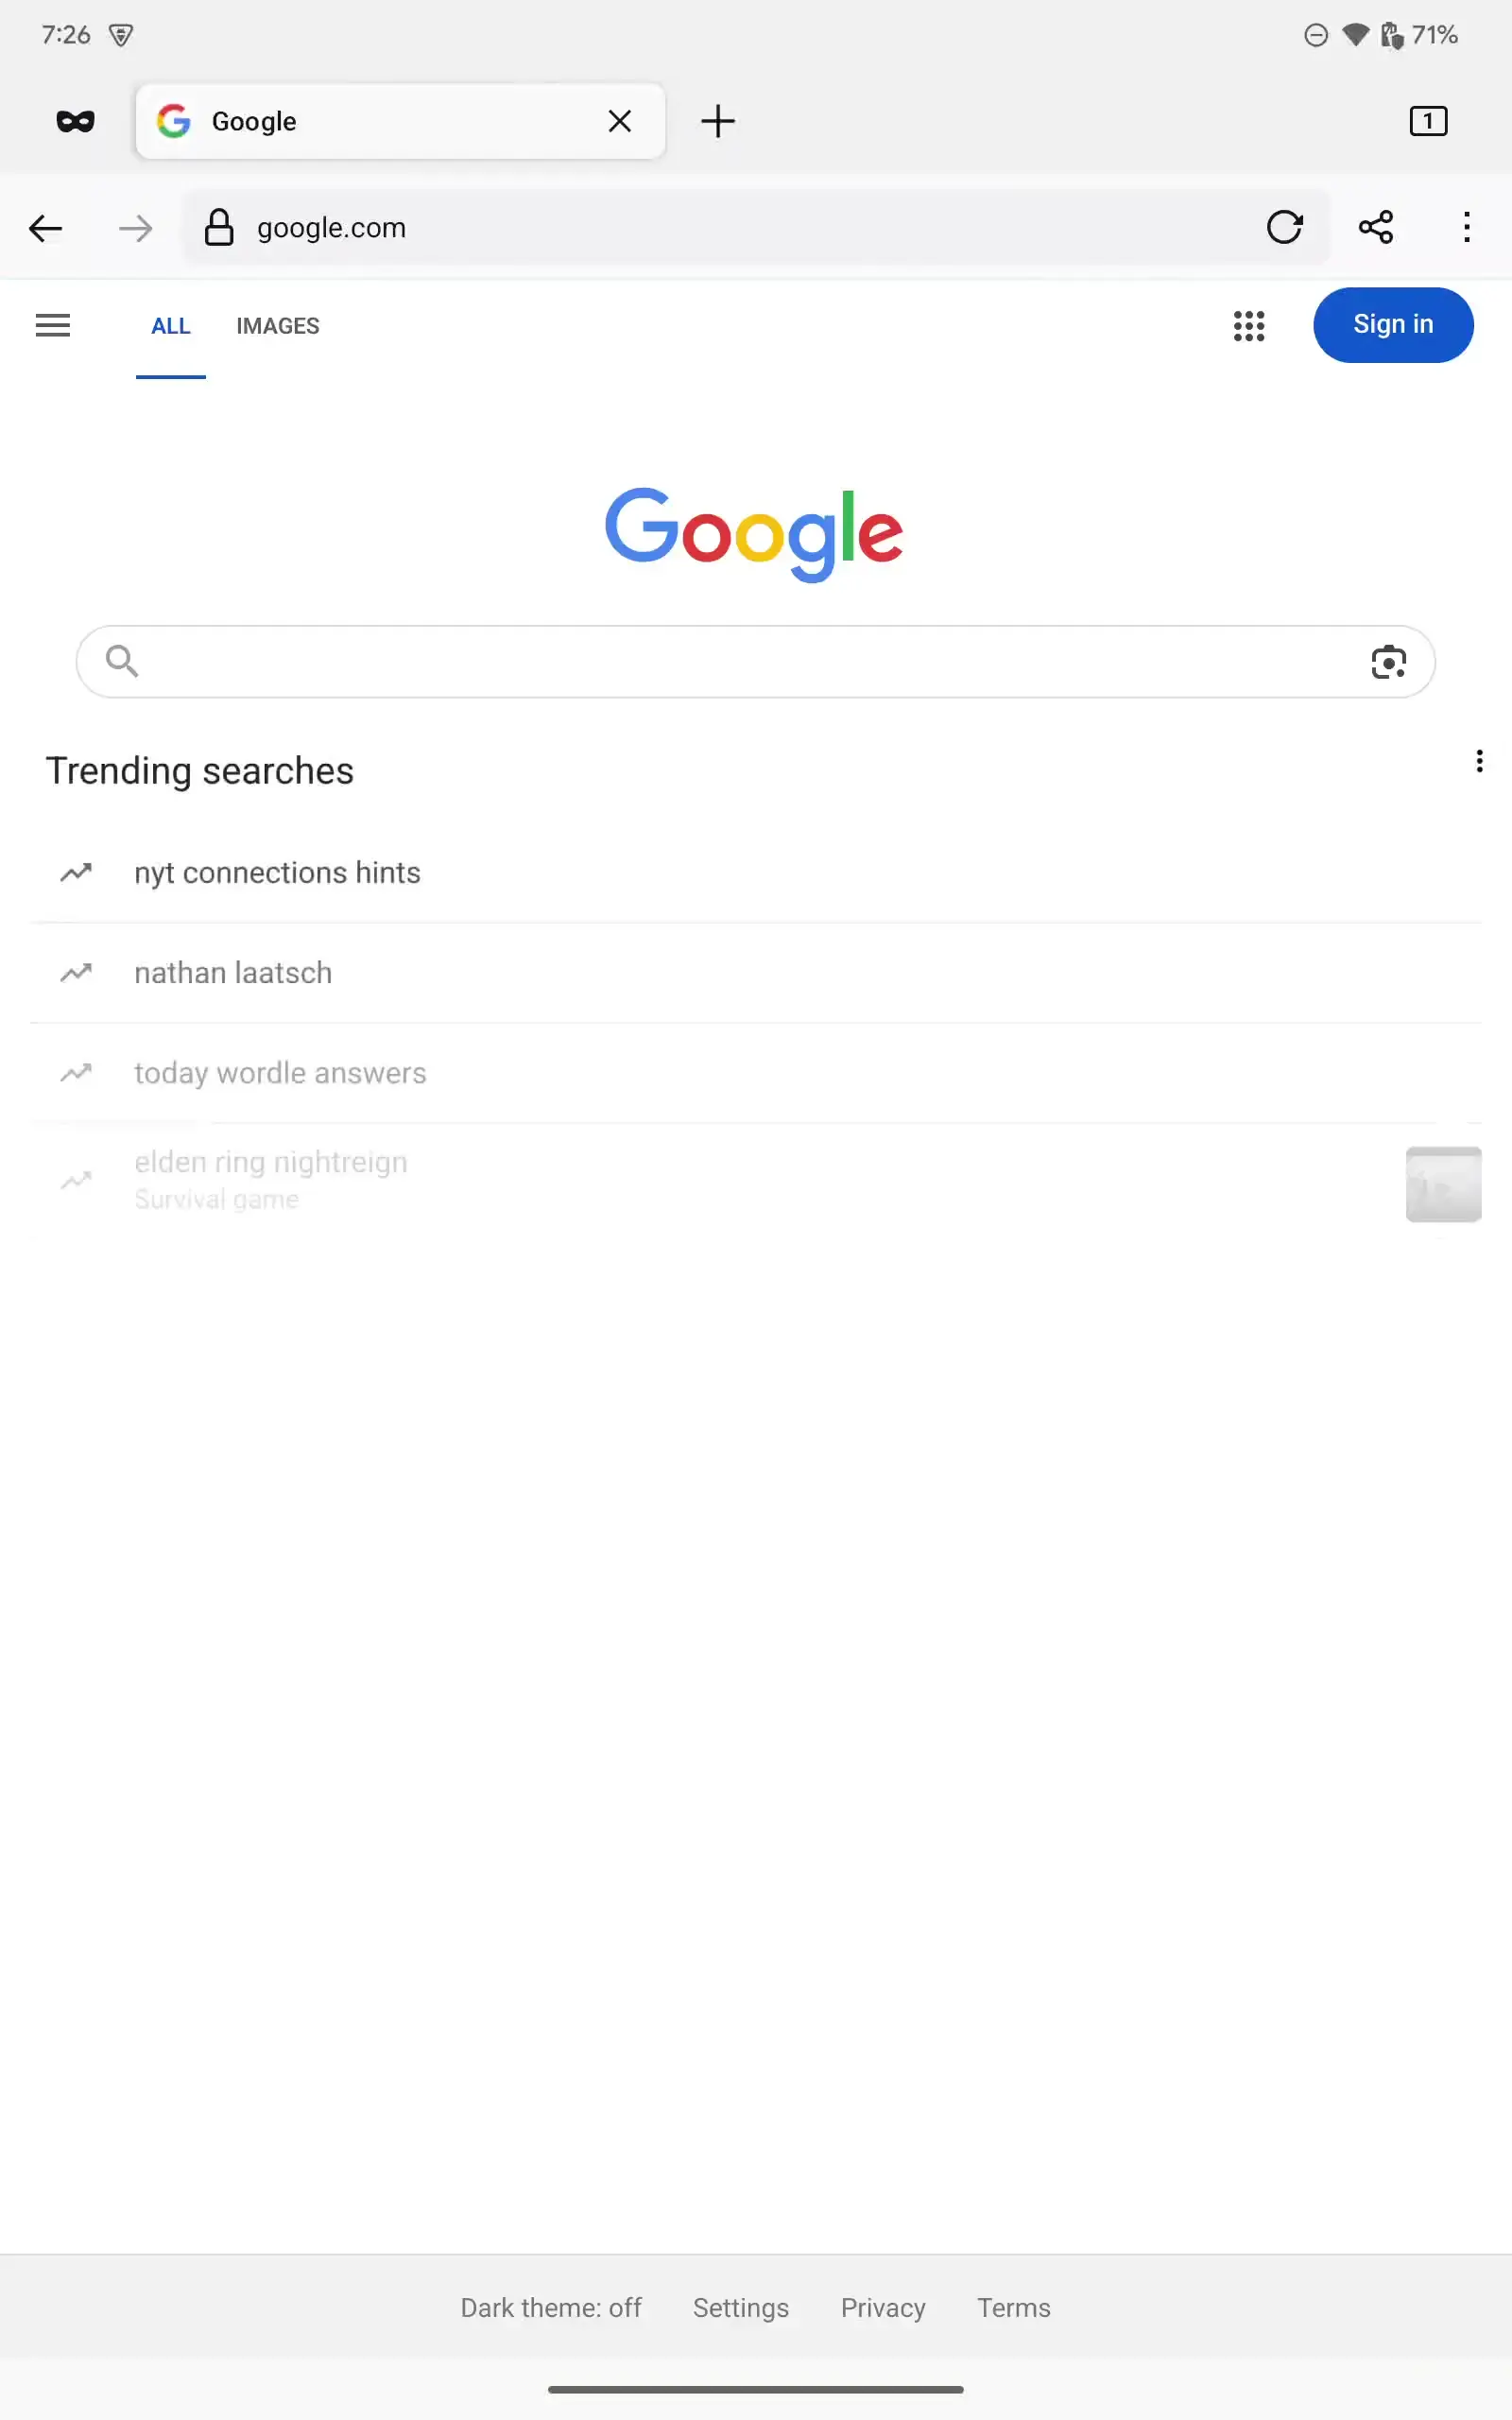 7:26
71%
Google
1
google.com
ALL IMAGES
Sign in
Google
Trending searches
nyt connections hints
nathan laatsch
today wordle answers
elden ring nightreign
Survival game
Dark theme: off Settings Privacy Terms